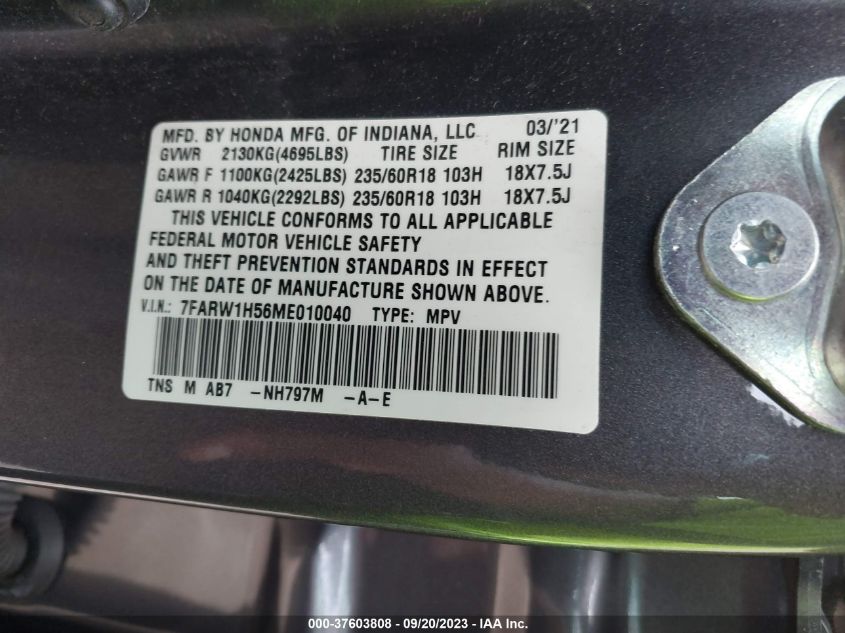 MFD. BY HONDA MFG. OF INDIANA, LLC 03/'21
GVWR 2130KG(4695LBS) TIRE SIZE RIM SIZE
GAWR F 1100KG(2425LBS) 235/60R18 103H 18X7.5J
GAWR R 1040KG(2292LBS) 235/60R18 103H 18X7.5J
THIS VEHICLE CONFORMS TO ALL APPLICABLE
FEDERAL MOTOR VEHICLE SAFETY
AND THEFT PREVENTION STANDARDS IN EFFECT
ON THE DATE OF MANUFACTURE SHOWN ABOVE.
V.I.N.: 7FARW1H56ME010040 TYPE: MPV
TNS M AB7 -NH797M -A-E
000-37603808 - 09/20/2023 - IAA Inc.